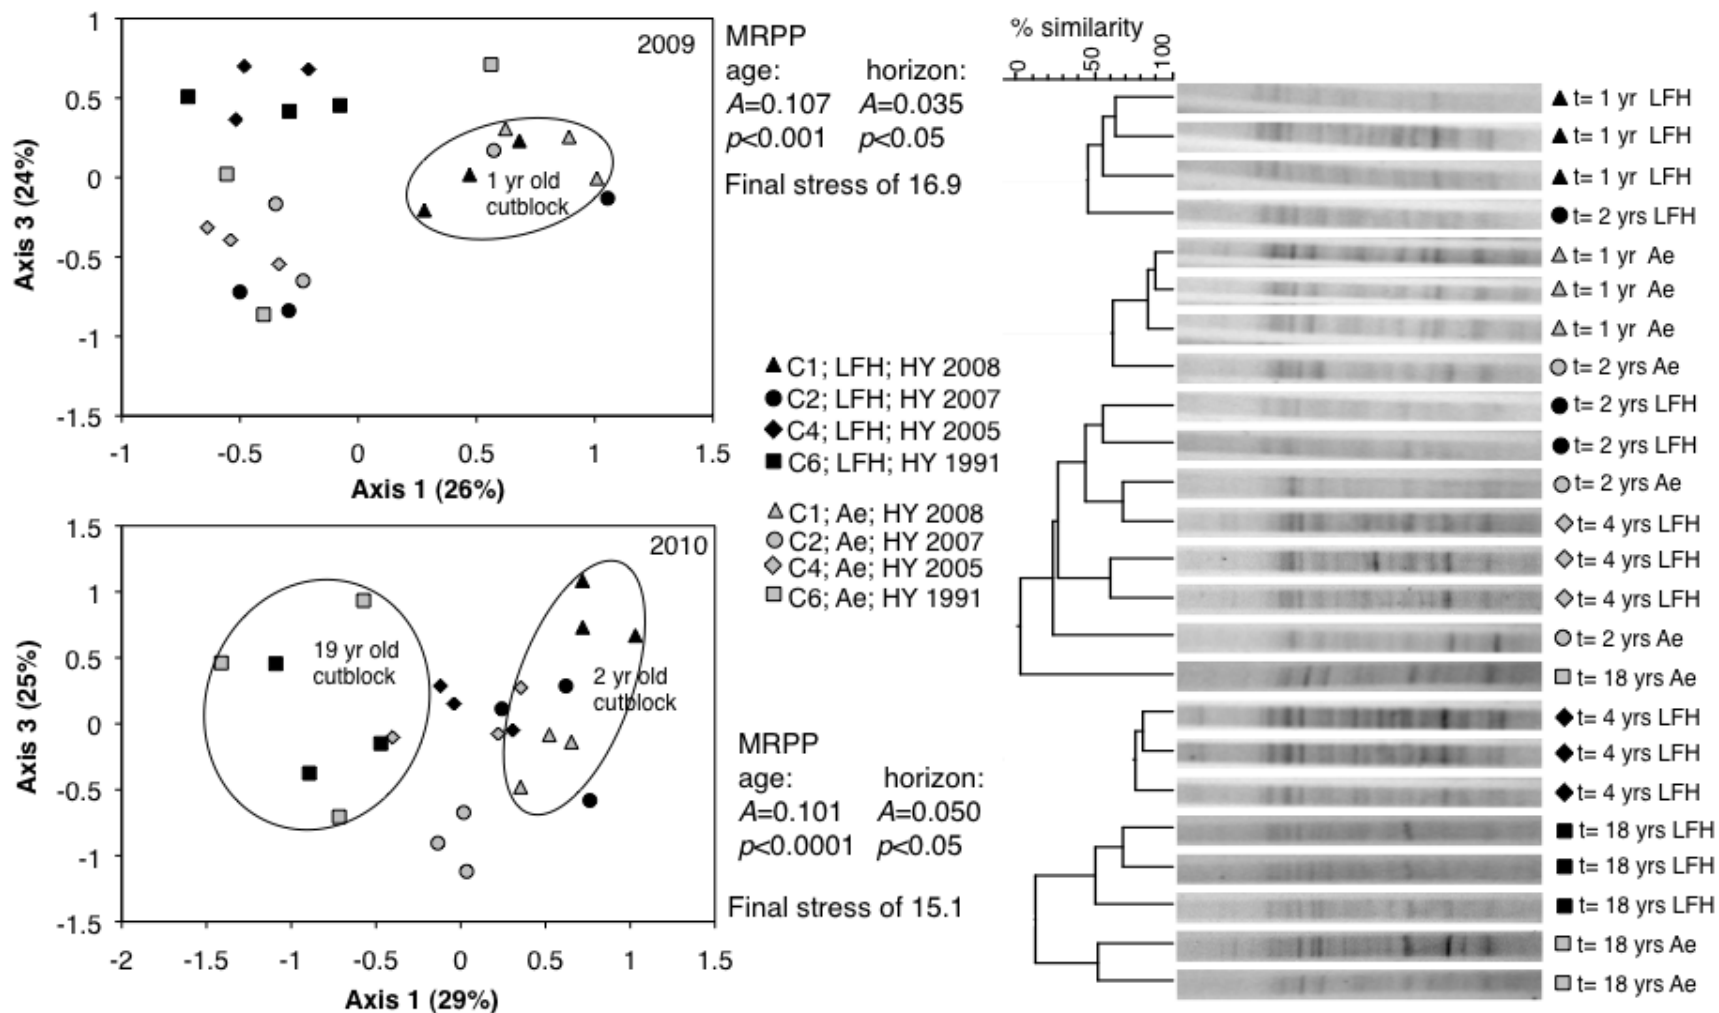 2009
1
0.5
0
-0.5
-1
-1.5
Axis 3 (24%)
1 yr old
cutblock
-1 -0.5 0 0.5 1 1.5
Axis 1 (26%)
MRPP
age: horizon:
A=0.107 A=0.035
p<0.001 p<0.05
Final stress of 16.9
C1; LFH; HY 2008
C2; LFH; HY 2007
C4; LFH; HY 2005
C6; LFH; HY 1991
C1; Ae; HY 2008
C2; Ae; HY 2007
C4; Ae; HY 2005
C6; Ae; HY 1991
2010
1.5
1
0.5
0
-0.5
-1
-1.5
Axis 3 (25%)
19 yr old
cutblock
2 yr old
cutblock
-2 -1.5 -1 -0.5 0 0.5 1 1.5
Axis 1 (29%)
MRPP
age: horizon:
A=0.101 A=0.050
p<0.0001 p<0.05
Final stress of 15.1
% similarity
0 50 100
t= 1 yr LFH
t= 1 yr LFH
t= 1 yr LFH
t= 2 yrs LFH
t= 1 yr Ae
t= 1 yr Ae
t= 1 yr Ae
t= 2 yrs Ae
t= 2 yrs LFH
t= 2 yrs LFH
t= 2 yrs Ae
t= 4 yrs LFH
t= 4 yrs LFH
t= 4 yrs LFH
t= 2 yrs Ae
t= 18 yrs Ae
t= 4 yrs LFH
t= 4 yrs LFH
t= 4 yrs LFH
t= 18 yrs LFH
t= 18 yrs LFH
t= 18 yrs LFH
t= 18 yrs Ae
t= 18 yrs Ae